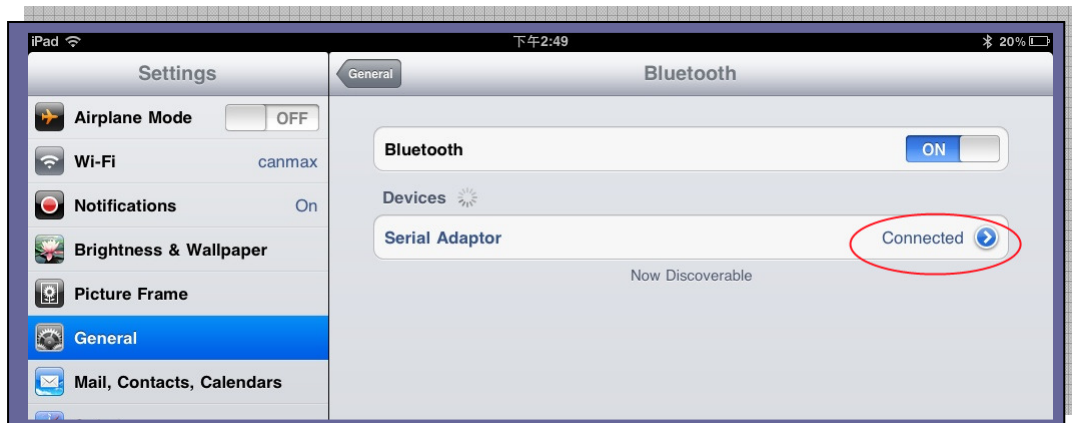 iPad 下午2:49 20%
Settings
General Bluetooth
Airplane Mode OFF
Wi-Fi canmax
Notifications On
Brightness & Wallpaper
Picture Frame
General
Mail, Contacts, Calendars
Bluetooth ON
Devices
Serial Adaptor Connected
Now Discoverable